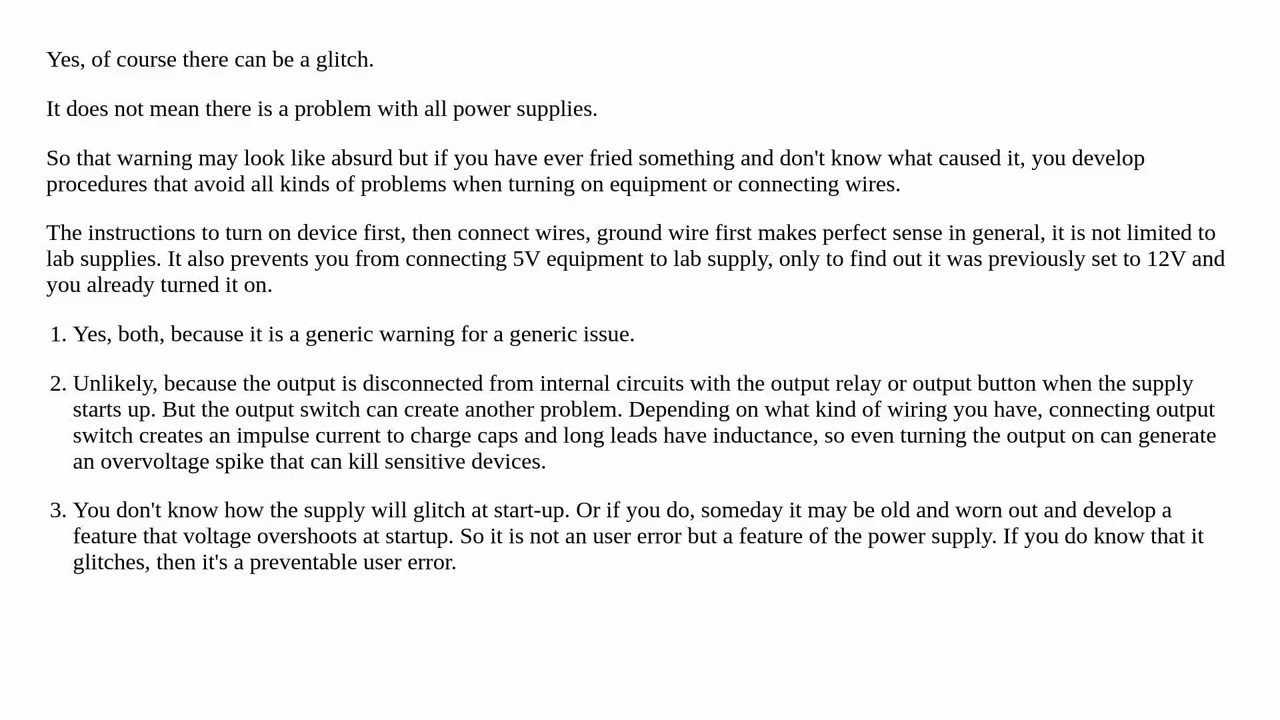 Yes, of course there can be a glitch.
It does not mean there is a problem with all power supplies.
So that warning may look like absurd but if you have ever fried something and don't know what caused it, you develop
procedures that avoid all kinds of problems when turning on equipment or connecting wires.
The instructions to turn on device first, then connect wires, ground wire first makes perfect sense in general, it is not limited to
lab supplies. It also prevents you from connecting 5V equipment to lab supply, only to find out it was previously set to 12V and
you already turned it on.
1. Yes, both, because it is a generic warning for a generic issue.
2. Unlikely, because the output is disconnected from internal circuits with the output relay or output button when the supply
starts up. But the output switch can create another problem. Depending on what kind of wiring you have, connecting output
switch creates an impulse current to charge caps and long leads have inductance, so even turning the output on can generate
an overvoltage spike that can kill sensitive devices.
3. You don't know how the supply will glitch at start-up. Or if you do, someday it may be old and worn out and develop a
feature that voltage overshoots at startup. So it is not an user error but a feature of the power supply. If you do know that it
glitches, then it's a preventable user error.